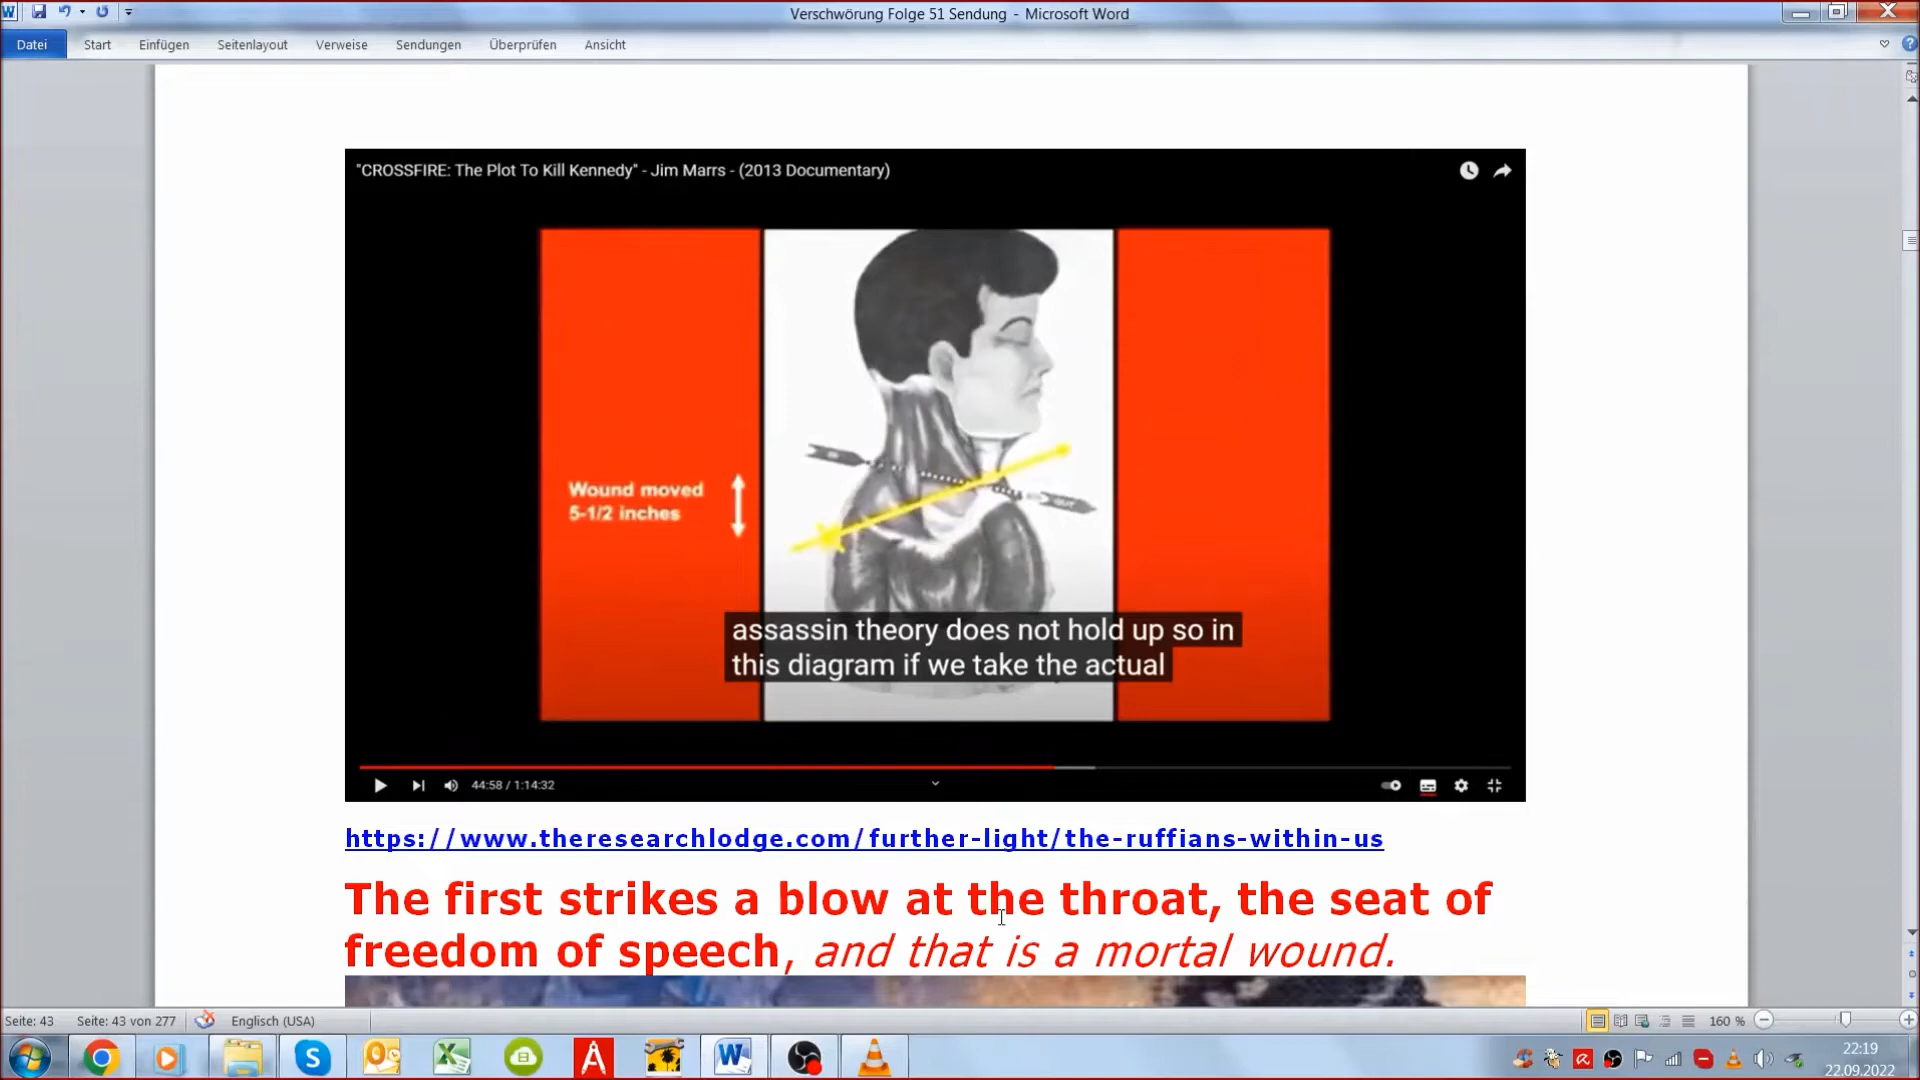 Verschwörung Folge 51 Sendung - Microsoft Word
Datei Start Einfügen Seitenlayout Verweise Sendungen Überprüfen Ansicht
"CROSSFIRE: The Plot To Kill Kennedy" - Jim Marrs - (2013 Documentary)
Wound moved
5-1/2 inches
OUT
assassin theory does not hold up so in
this diagram if we take the actual
44:58 / 1:14:32
https://www.theresearchlodge.com/further-light/the-ruffians-within-us
The first strikes a blow at the throat, the seat of
freedom of speech, and that is a mortal wound.
Seite: 43 Seite: 43 von 277 Englisch (USA) 160 %
22:19
22.09.2022